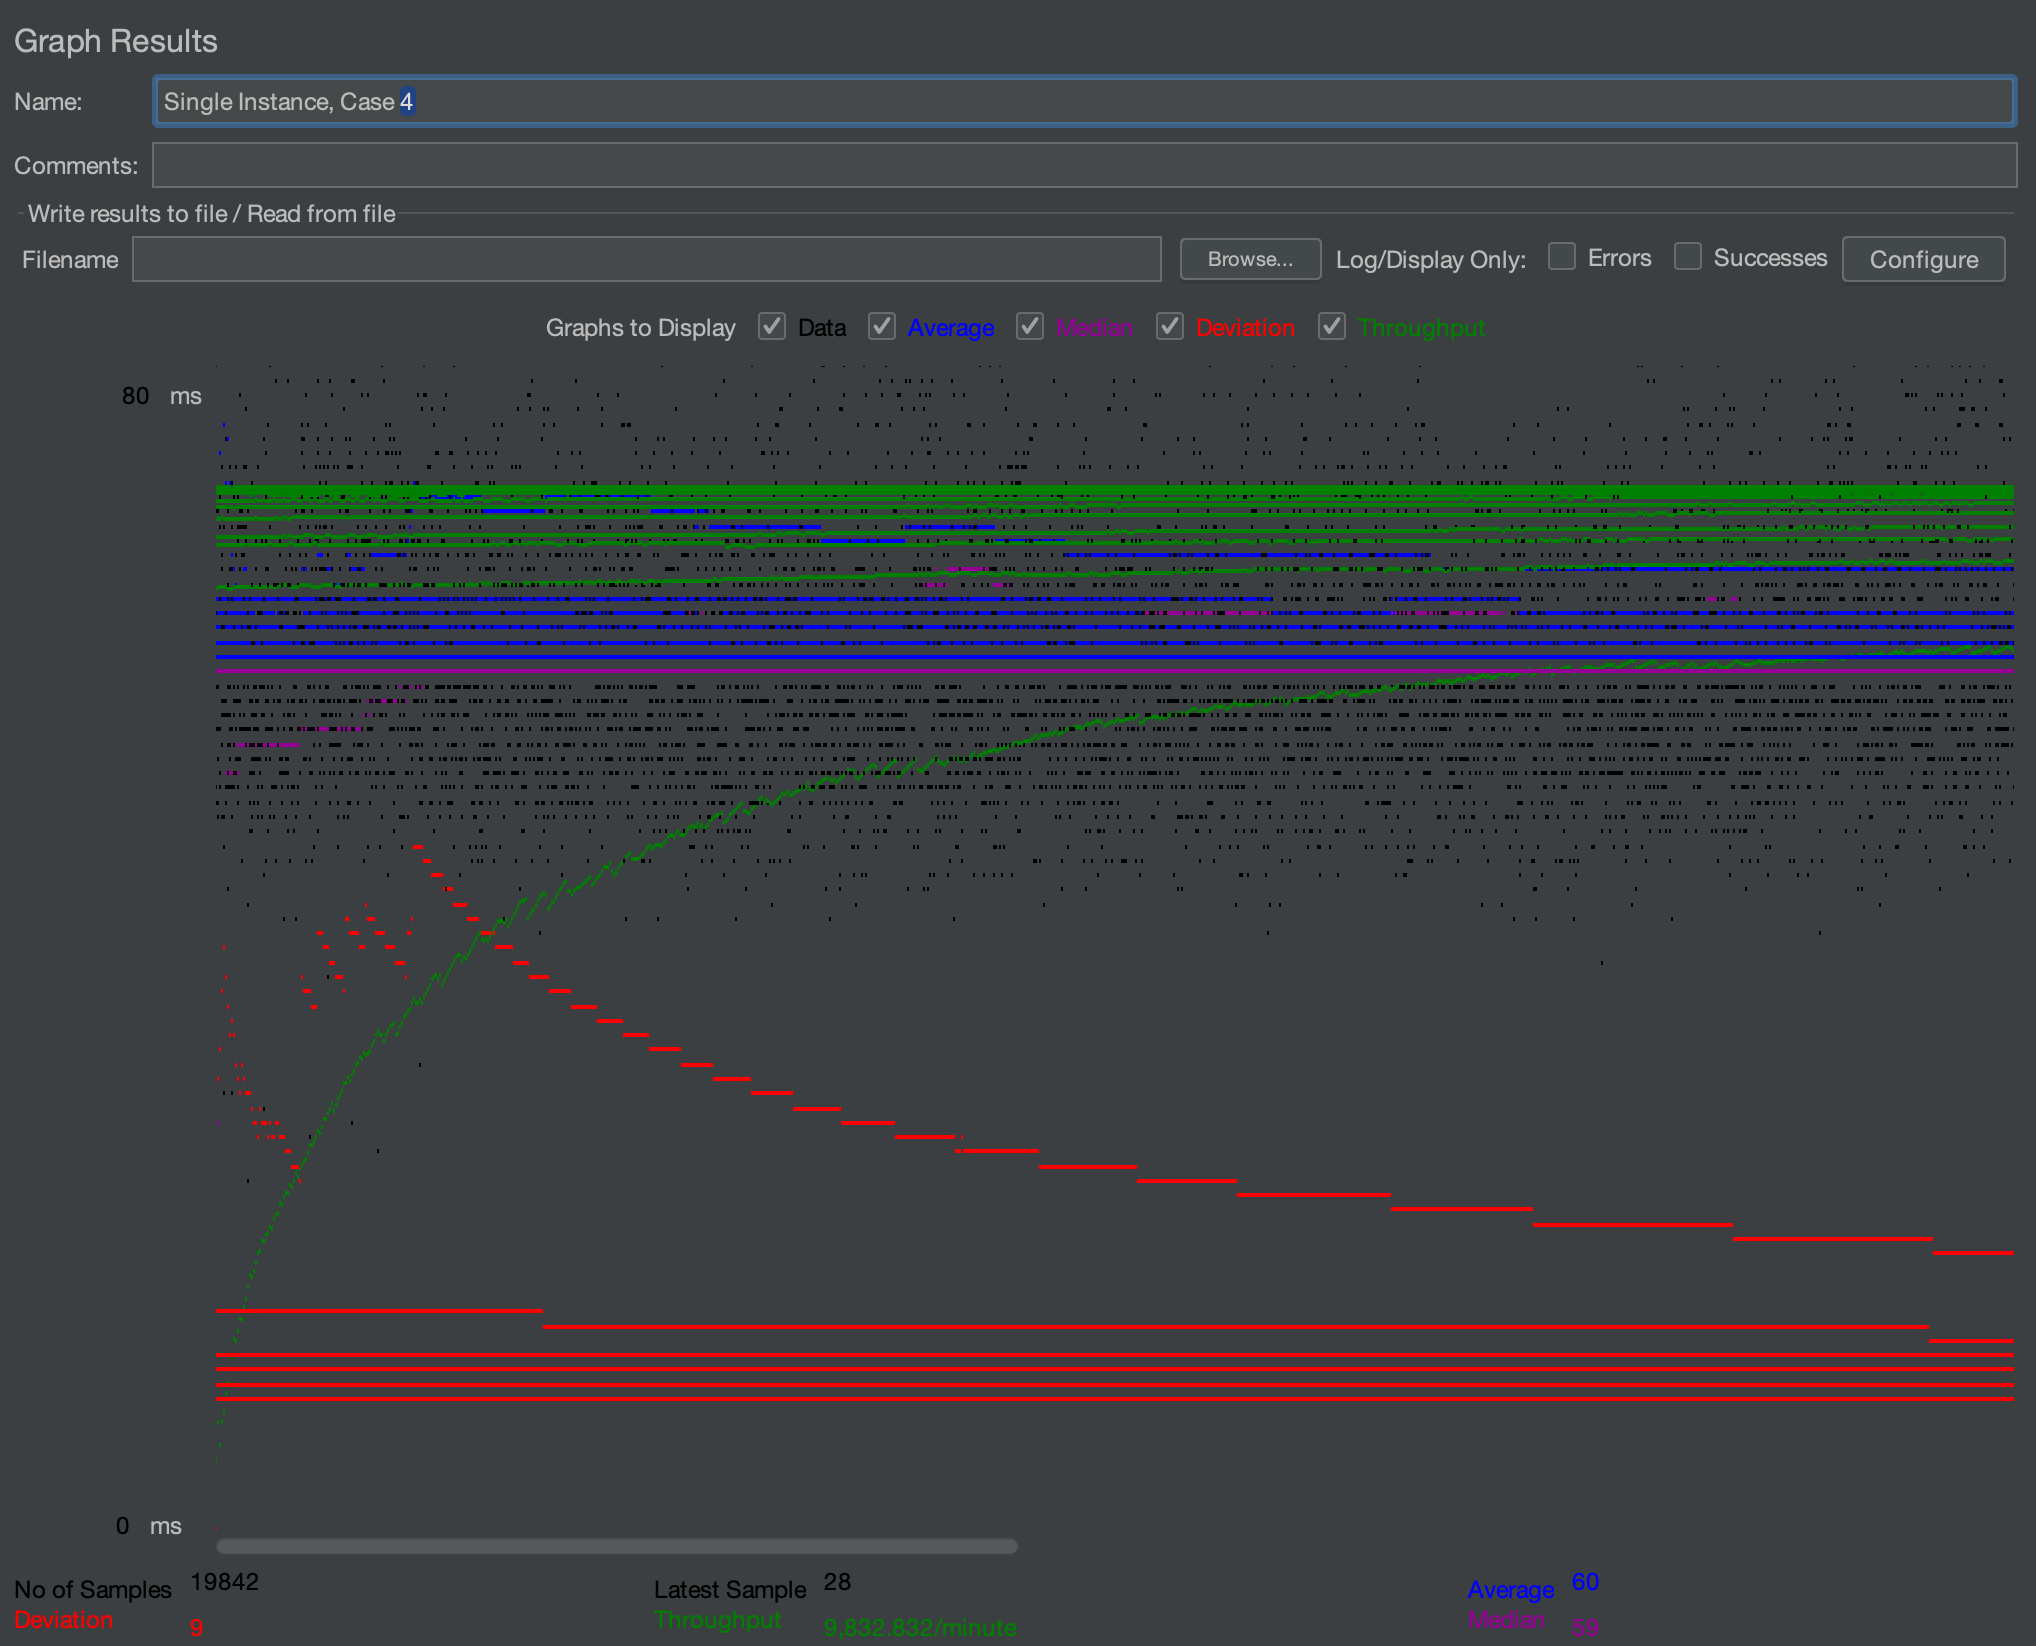 Graph Results
Name: Single Instance, Case 4
Comments:
Write results to file / Read from file
Filename Browse... Log/Display Only: Errors Successes Configure
Graphs to Display Data Average Median Deviation Throughput
80 ms
0 ms
No of Samples 19842 Latest Sample 28 Average 60
Deviation 9 Throughput 9,832.832/minute Median 59